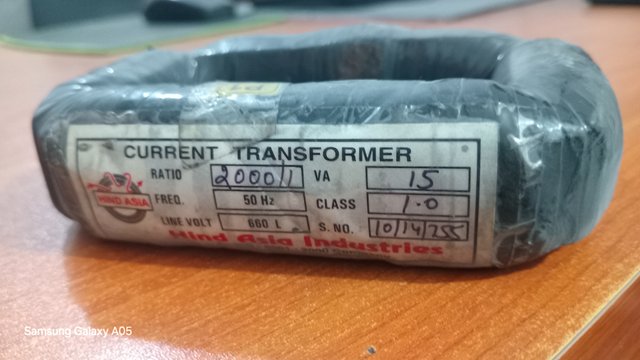 P1
CURRENT TRANSFORMER
RATIO 2000/1 VA 15
HIND ASIA
FREQ. 50 Hz CLASS 1.0
LINE VOLT 660 L S. NO. 10/14/255
Hind Asia Industries
Samsung Galaxy A05